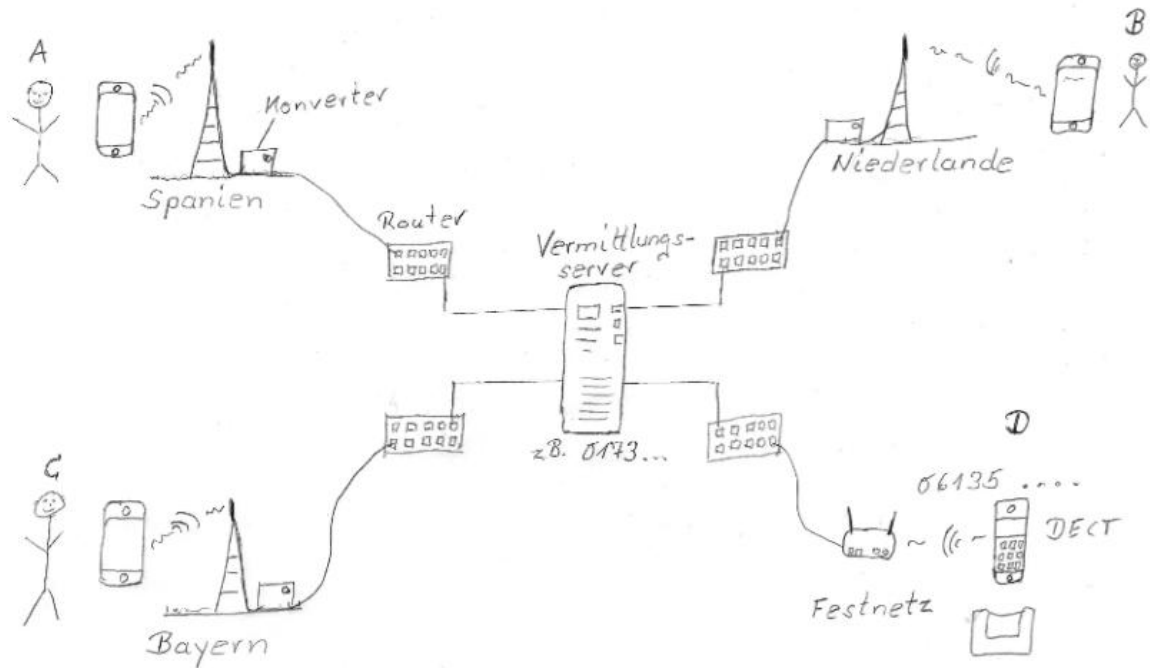 A
B
Konverter
Spanien
Niederlande
Router
Vermittlungs-
server
z.B. 0173...
C
D
06135 ....
DECT
Festnetz
Bayern